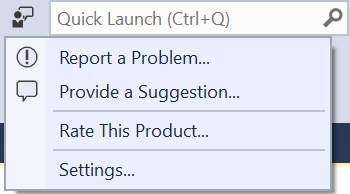 Quick Launch (Ctrl+Q)
Report a Problem...
Provide a Suggestion...
Rate This Product...
Settings...